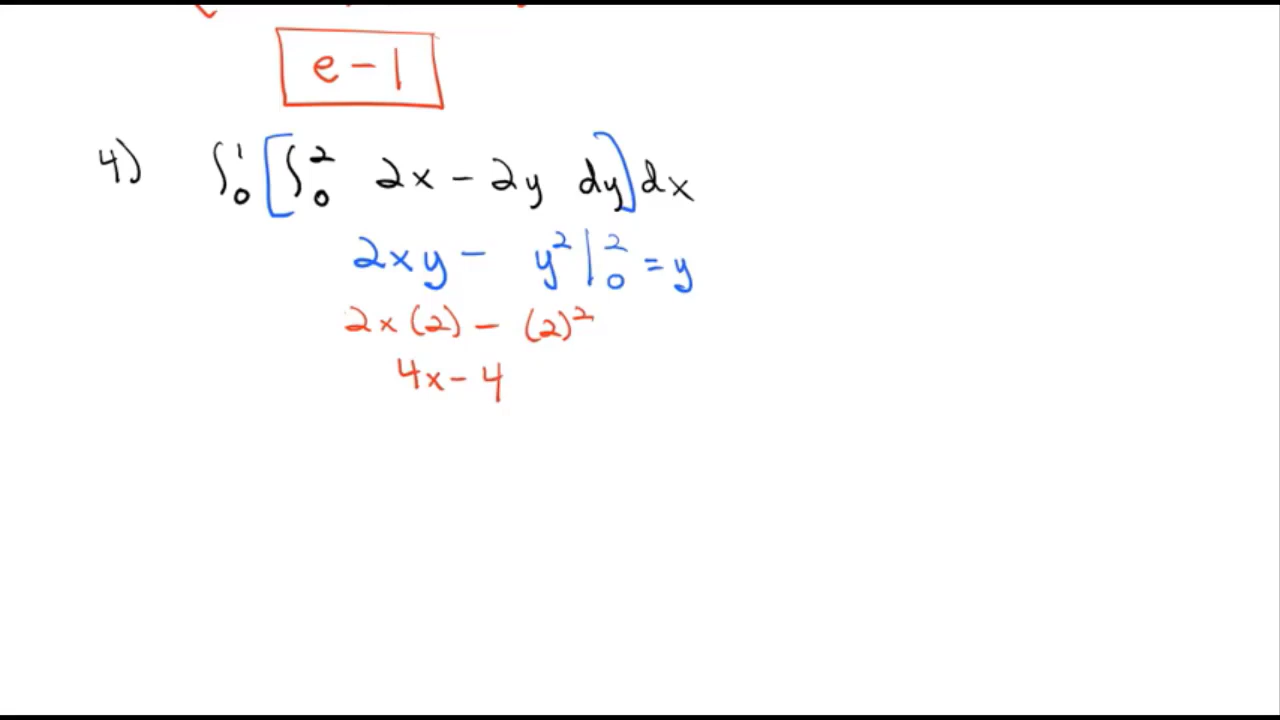 e - 1
4) ∫₀¹ [∫₀² 2x - 2y dy] dx
2xy - y² |₀² = y
2x(2) - (2)²
4x - 4